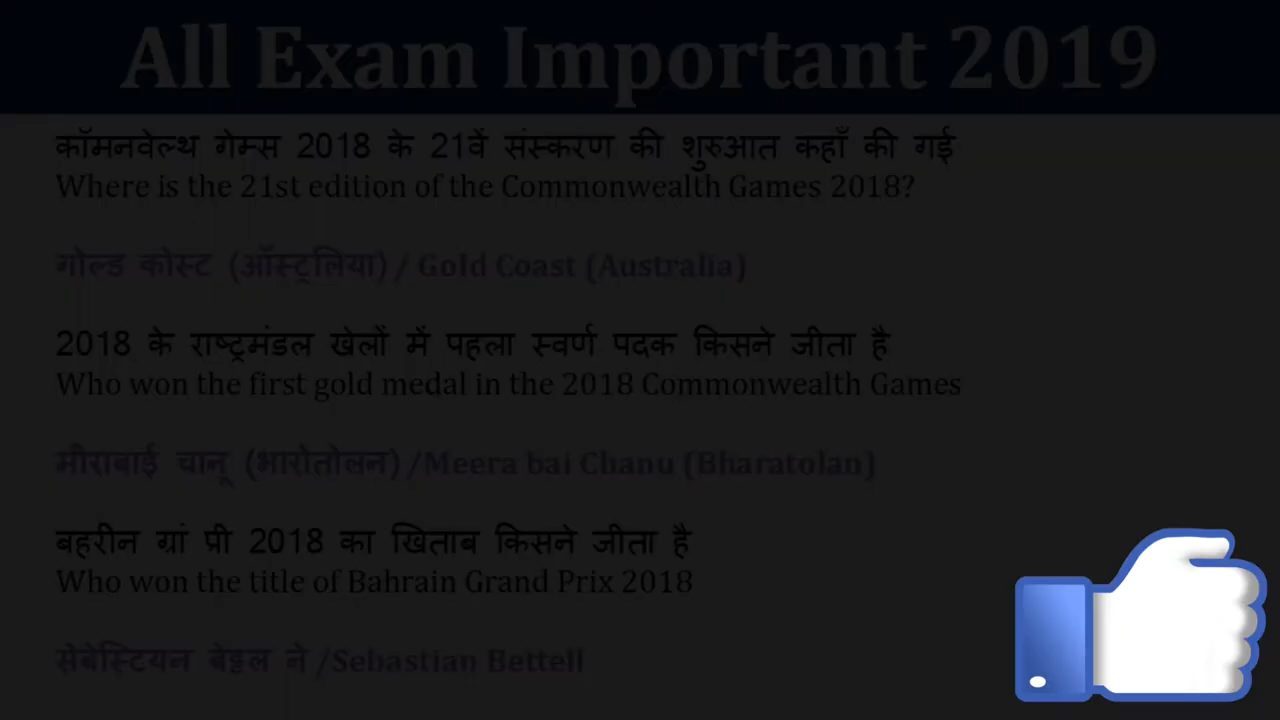 All Exam Important 2019
कॉमनवेल्थ गेम्स 2018 के 21वें संस्करण की शुरुआत कहाँ की गई
Where is the 21st edition of the Commonwealth Games 2018?
गोल्ड कोस्ट (ऑस्ट्रलिया) / Gold Coast (Australia)
2018 के राष्ट्रमंडल खेलों में पहला स्वर्ण पदक किसने जीता है
Who won the first gold medal in the 2018 Commonwealth Games
मीराबाई चानू (भारोतोलन) /Meera bai Chanu (Bharatolan)
बहरीन ग्रां प्री 2018 का खिताब किसने जीता है
Who won the title of Bahrain Grand Prix 2018
सेबेस्टियन बेट्टल ने /Sebastian Bettell